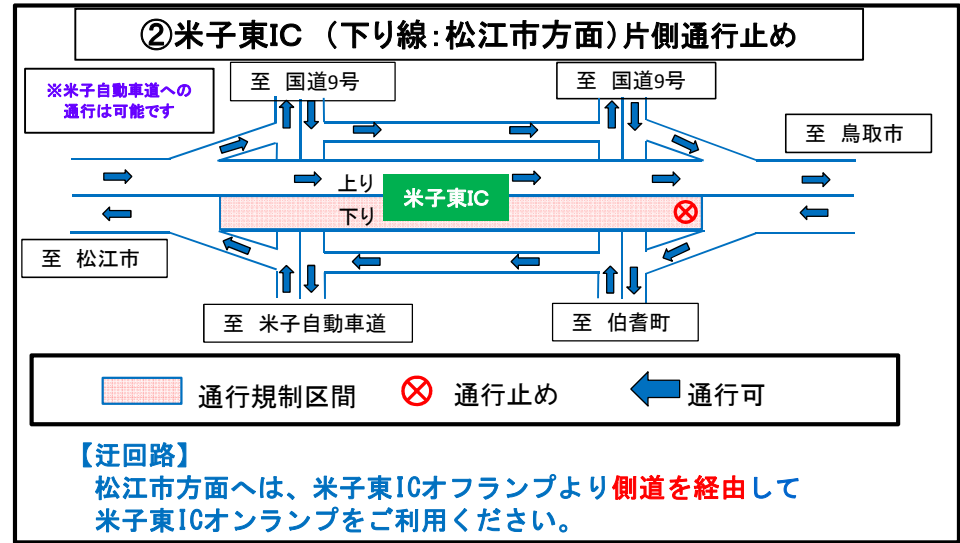 ②米子東IC （下り線：松江市方面）片側通行止め
※米子自動車道への
通行は可能です
至 国道9号
至 国道9号
至 鳥取市
上り
米子東IC
下り
至 松江市
至 米子自動車道
至 伯耆町
通行規制区間
通行止め
通行可
【迂回路】
松江市方面へは、米子東ICオフランプより側道を経由して
米子東ICオンランプをご利用ください。